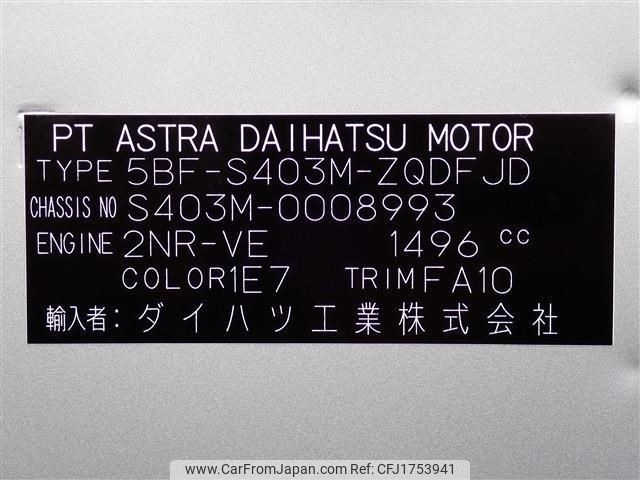 PT ASTRA DAIHATSU MOTOR
TYPE 5BF-S403M-ZQDFJD
CHASSIS NO S403M-0008993
ENGINE 2NR-VE 1496 cc
COLOR 1E7 TRIM FA10
輸入者: ダイハツ工業株式会社
www.CarFromJapan.com CFJ1753941